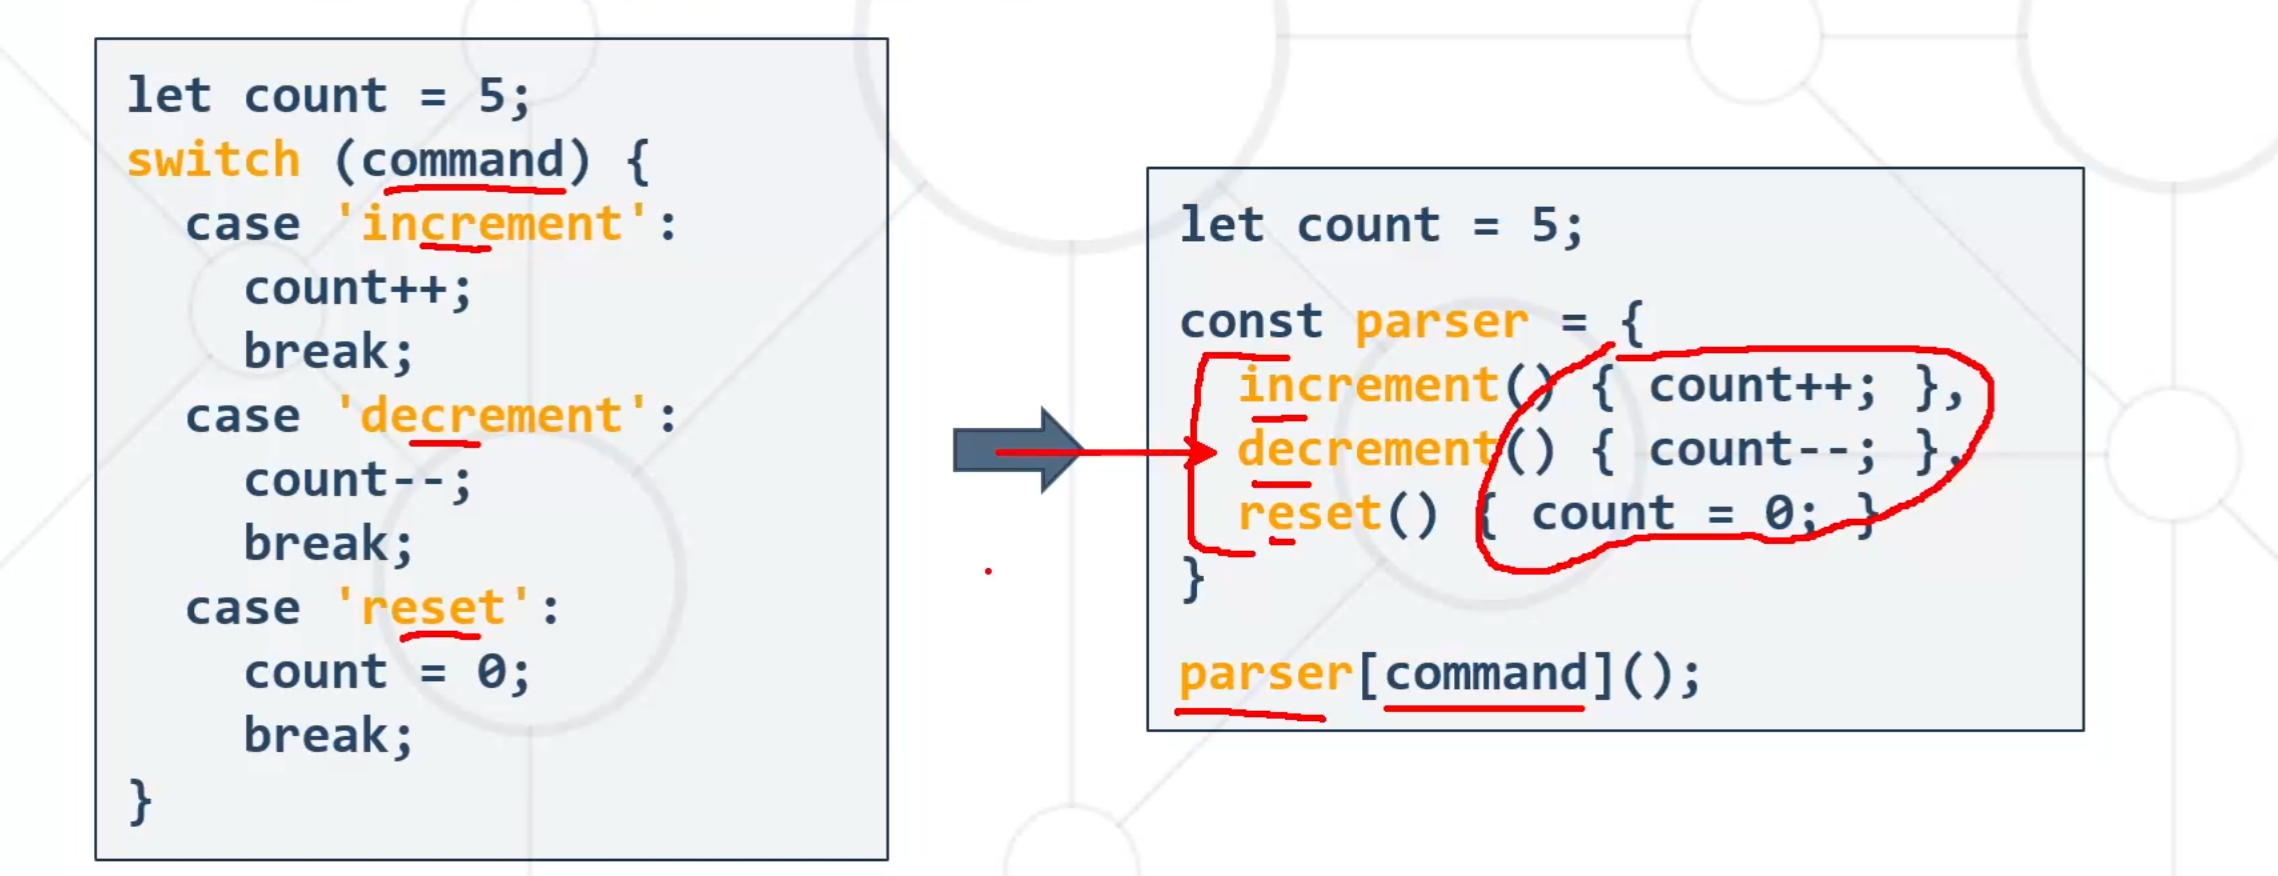 let count = 5;
switch (command) {
case 'increment':
count++;
break;
case 'decrement':
count--;
break;
case 'reset':
count = 0;
break;
}
let count = 5;
const parser = {
increment() { count++; },
decrement() { count--; },
reset() { count = 0; }
}
parser[command]();